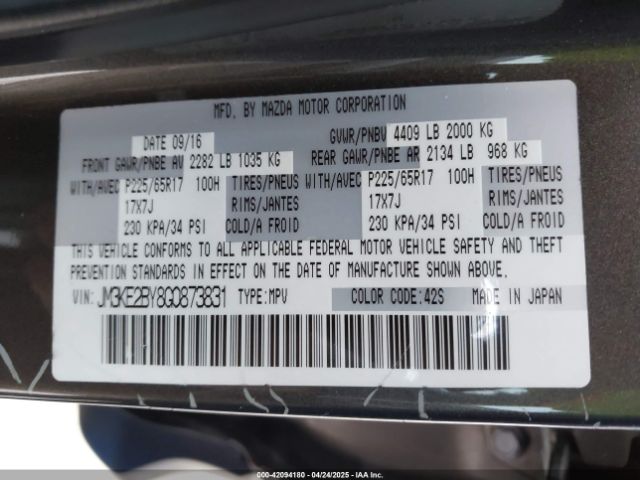 MFD. BY MAZDA MOTOR CORPORATION
DATE 09/16 GVWR/PNBV 4409 LB 2000 KG
FRONT GAWR/PNBE AV 2282 LB 1035 KG REAR GAWR/PNBE AR 2134 LB 968 KG
WITH/AVEC P225/65R17 100H TIRES/PNEUS WITH/AVEC P225/65R17 100H TIRES/PNEUS
17X7J RIMS/JANTES 17X7J RIMS/JANTES
230 KPA/34 PSI COLD/A FROID 230 KPA/34 PSI COLD/A FROID
THIS VEHICLE CONFORMS TO ALL APPLICABLE FEDERAL MOTOR VEHICLE SAFETY AND THEFT
PREVENTION STANDARDS IN EFFECT ON THE DATE OF MANUFACTURE SHOWN ABOVE.
VIN: JM3KE2BY8G0873831 TYPE:MPV COLOR CODE:42S MADE IN JAPAN
000-42094180 - 04/24/2025 - IAA Inc.